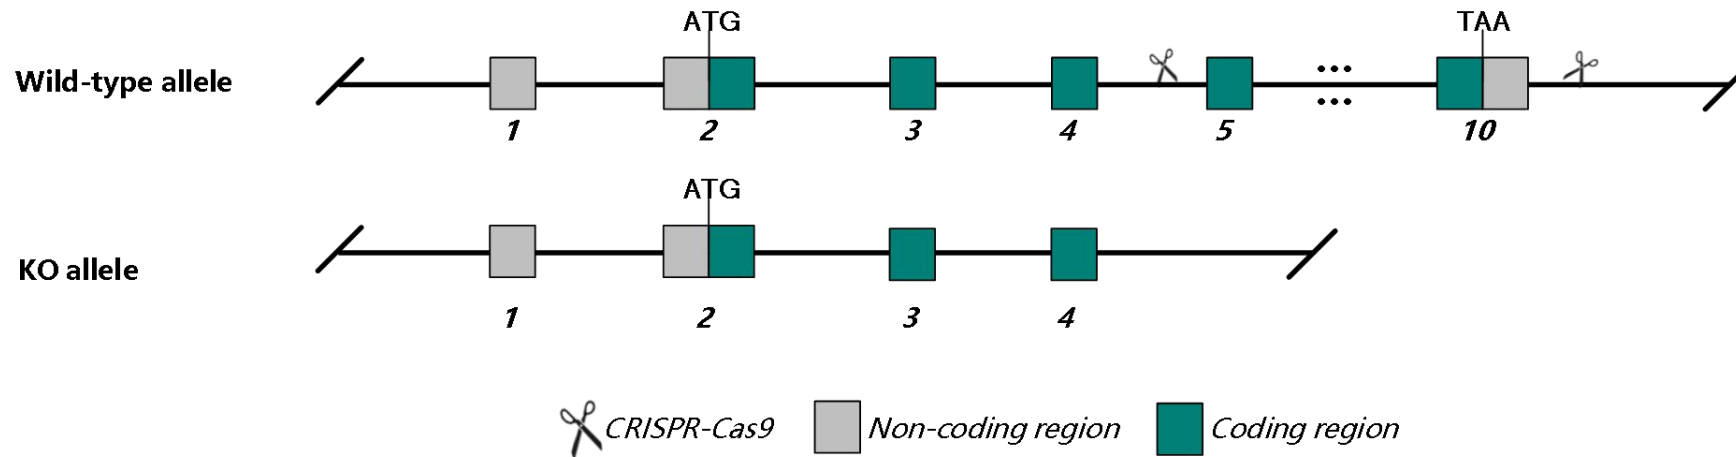 ATG TAA
Wild-type allele
1 2 3 4 5 10
ATG
KO allele
1 2 3 4
CRISPR-Cas9 Non-coding region Coding region